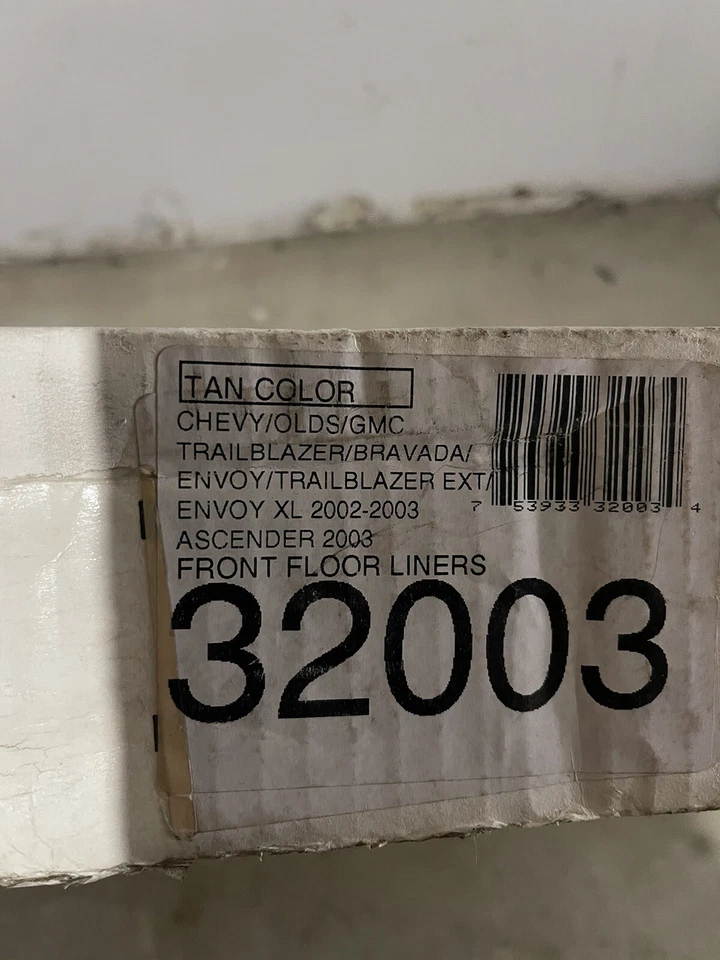 TAN COLOR
CHEVY/OLDS/GMC
TRAILBLAZER/BRAVADA/
ENVOY/TRAILBLAZER EXT/
ENVOY XL 2002-2003
ASCENDER 2003
FRONT FLOOR LINERS
32003
7 53933 32003 4